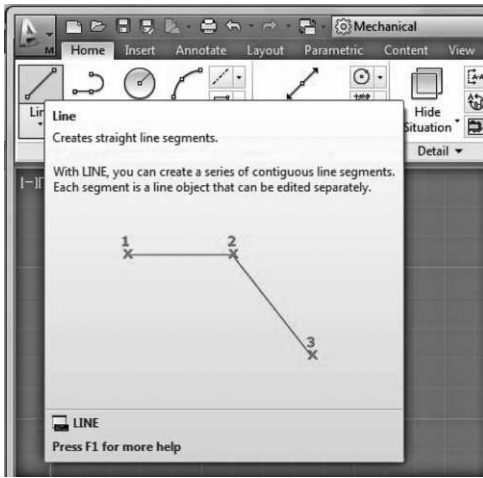 Mechanical
M
Home Insert Annotate Layout Parametric Content View
Hide
Situation
Detail
Line
Creates straight line segments.
With LINE, you can create a series of contiguous line segments.
Each segment is a line object that can be edited separately.
1 2
3
LINE
Press F1 for more help